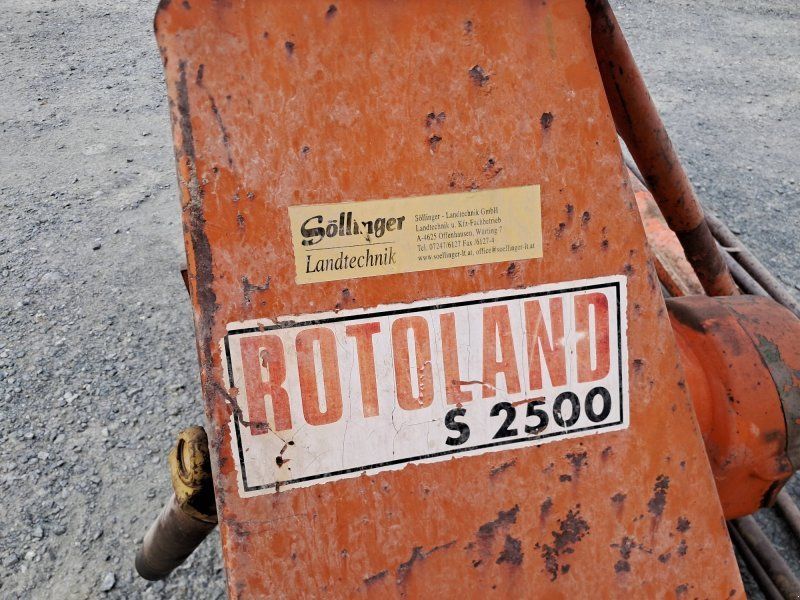 Söllinger
Landtechnik
Söllinger - Landtechnik GmbH
Landtechnik u. Kfz-Fachbetrieb
A-4625 Offenhausen, Würting 7
Tel. 07247/6127 Fax /6127-4
www.soellinger-lt.at, office@soellinger-lt.at
ROTOLAND
S 2500